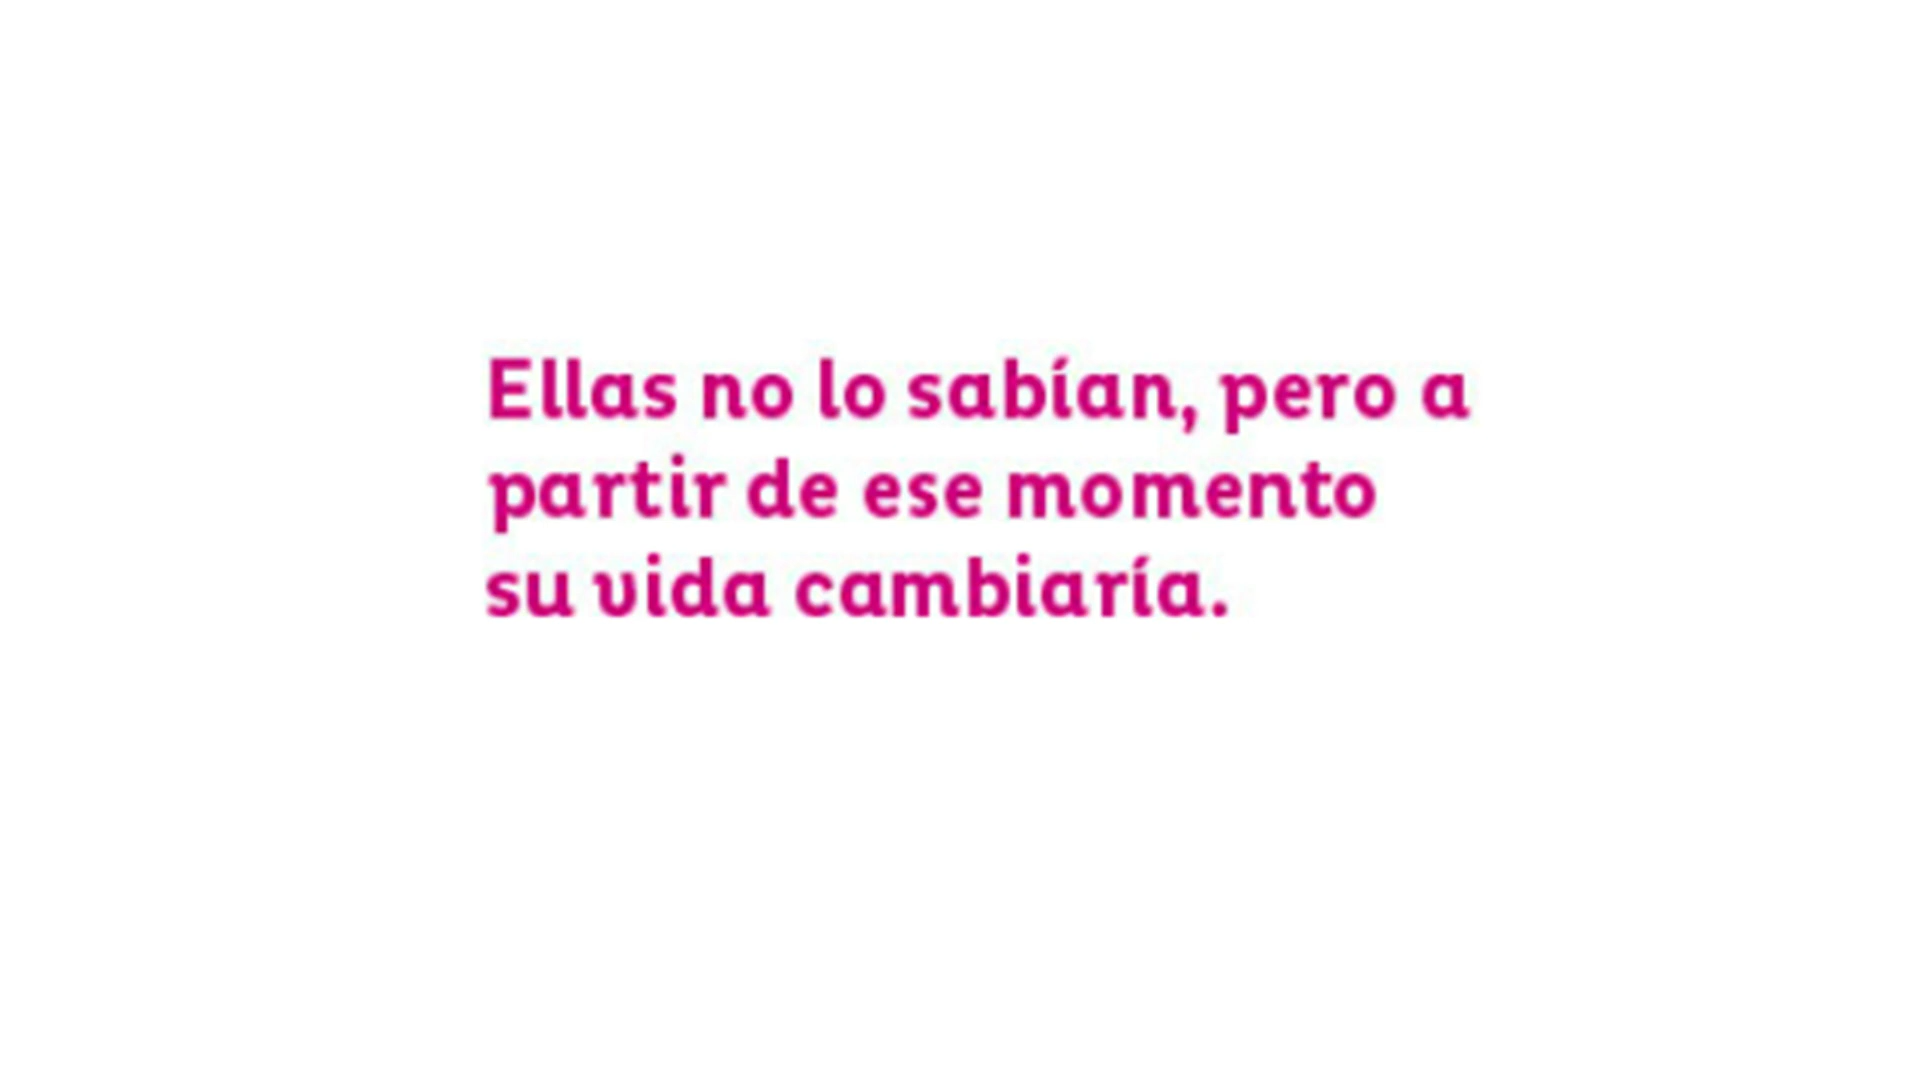 Ellas no lo sabían, pero a
partir de ese momento
su vida cambiaría.